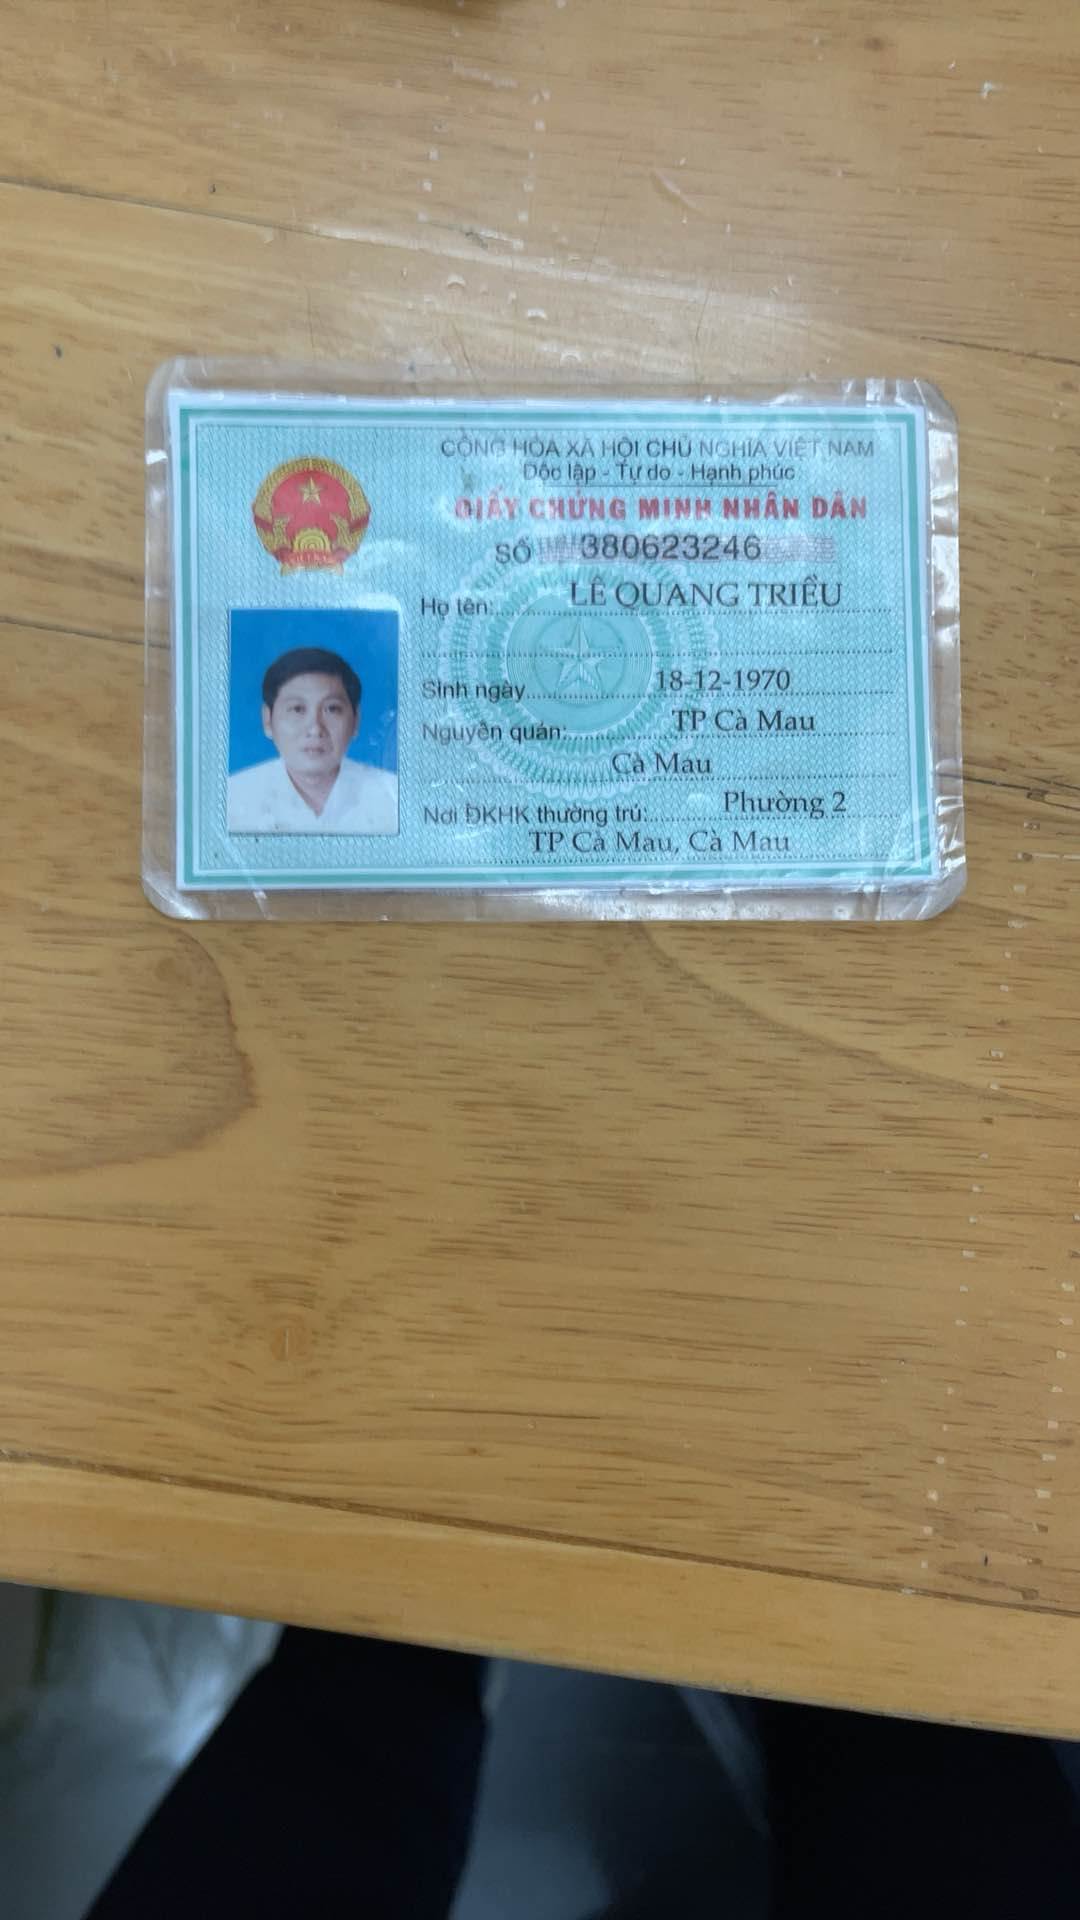 CỘNG HÒA XÃ HỘI CHỦ NGHĨA VIỆT NAM
Độc lập - Tự do - Hạnh phúc
GIẤY CHỨNG MINH NHÂN DÂN
SỐ 380623246
Họ tên: LÊ QUANG TRIỀU
Sinh ngày 18-12-1970
Nguyên quán: TP Cà Mau
Cà Mau
Nơi ĐKHK thường trú: Phường 2
TP Cà Mau, Cà Mau